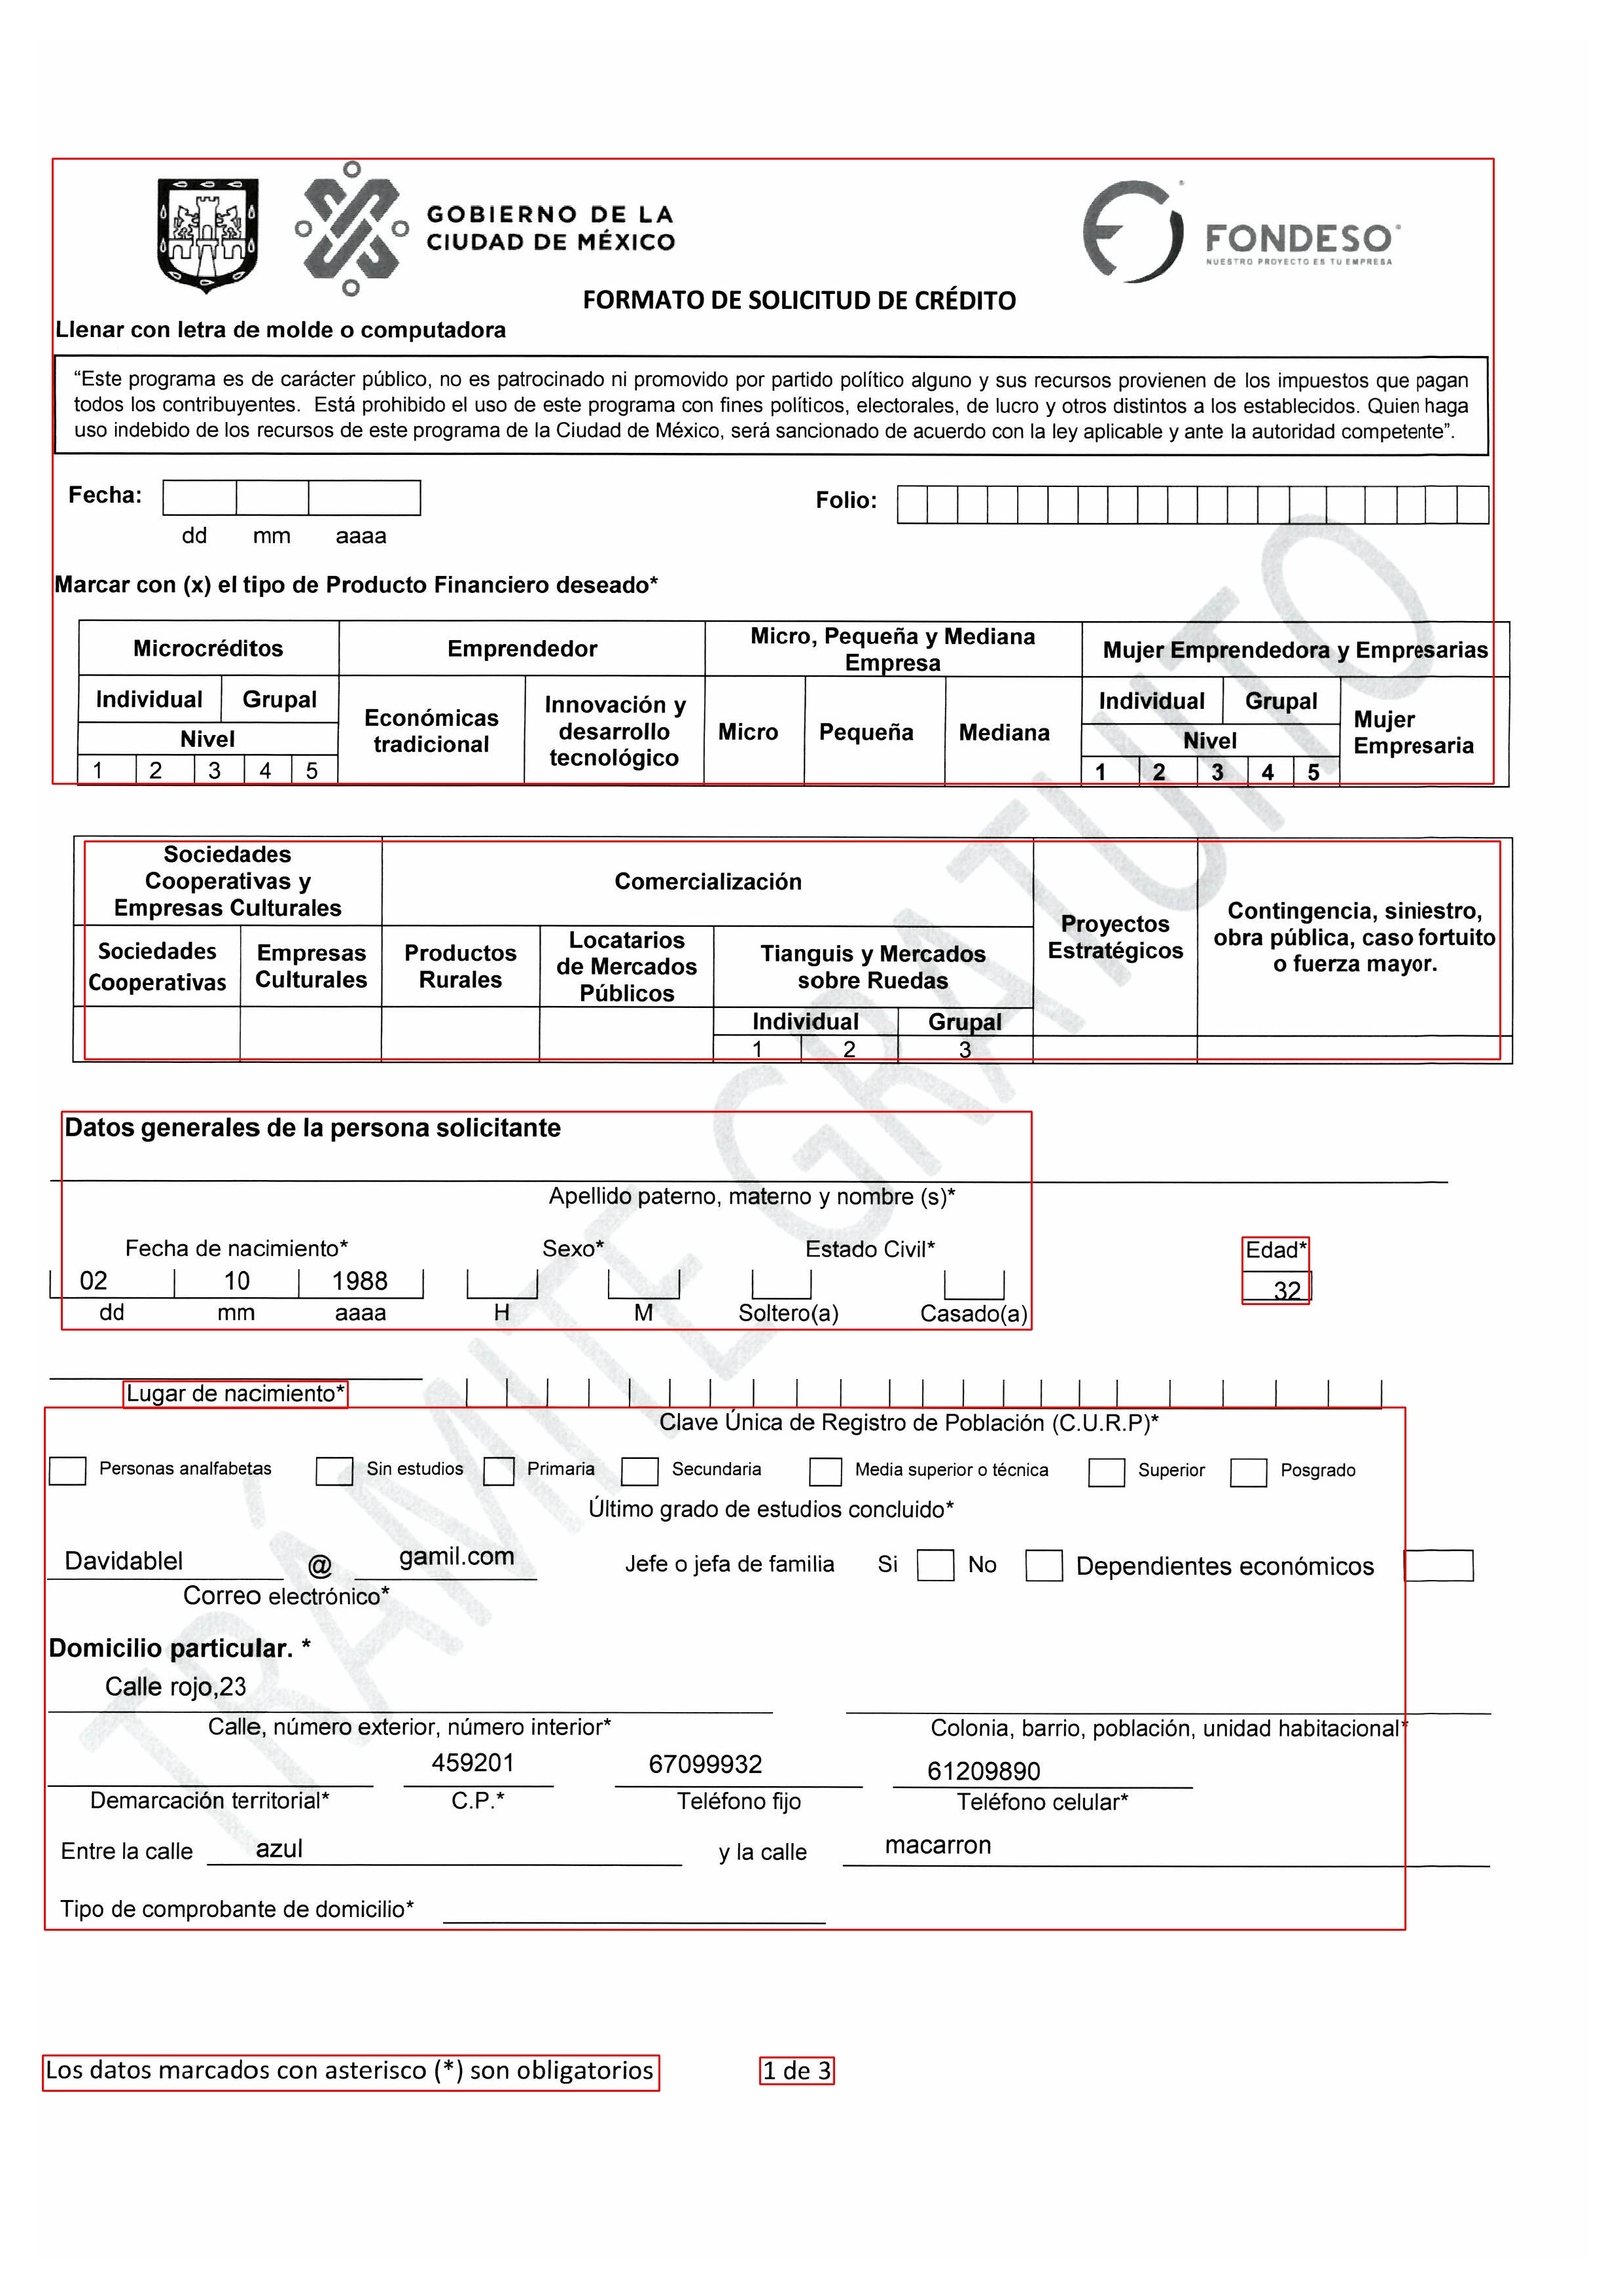 GOBIERNO DE LA
CIUDAD DE MÉXICO
FONDESO
NUESTRO PROYECTO ES TU EMPRESA
FORMATO DE SOLICITUD DE CRÉDITO
Llenar con letra de molde o computadora
“Este programa es de carácter público, no es patrocinado ni promovido por partido político alguno y sus recursos provienen de los impuestos que pagan
todos los contribuyentes. Está prohibido el uso de este programa con fines políticos, electorales, de lucro y otros distintos a los establecidos. Quien haga
uso indebido de los recursos de este programa de la Ciudad de México, será sancionado de acuerdo con la ley aplicable y ante la autoridad competente”.
Fecha: Folio:
dd mm aaaa
Marcar con (x) el tipo de Producto Financiero deseado*
Microcréditos Emprendedor Micro, Pequeña y Mediana Empresa Mujer Emprendedora y Empresarias
Individual Grupal Económicas tradicional Innovación y desarrollo tecnológico Micro Pequeña Mediana Individual Grupal Mujer Empresaria
Nivel Nivel
1 2 3 4 5 1 2 3 4 5
Sociedades Cooperativas y Empresas Culturales Comercialización Proyectos Estratégicos Contingencia, siniestro, obra pública, caso fortuito o fuerza mayor.
Sociedades Cooperativas Empresas Culturales Productos Rurales Locatarios de Mercados Públicos Tianguis y Mercados sobre Ruedas
Individual Grupal
1 2 3
Datos generales de la persona solicitante
Apellido paterno, materno y nombre (s)*
Fecha de nacimiento* Sexo* Estado Civil* Edad*
02 10 1988 32
dd mm aaaa H M Soltero(a) Casado(a)
Lugar de nacimiento*
Clave Única de Registro de Población (C.U.R.P)*
Personas analfabetas Sin estudios Primaria Secundaria Media superior o técnica Superior Posgrado
Último grado de estudios concluido*
Davidablel @ gamil.com Jefe o jefa de familia Si No Dependientes económicos
Correo electrónico*
Domicilio particular. *
Calle rojo,23
Calle, número exterior, número interior* Colonia, barrio, población, unidad habitacional*
459201 67099932 61209890
Demarcación territorial* C.P.* Teléfono fijo Teléfono celular*
Entre la calle azul y la calle macarron
Tipo de comprobante de domicilio*
Los datos marcados con asterisco (*) son obligatorios 1 de 3
TRÁMITE GRATUITO